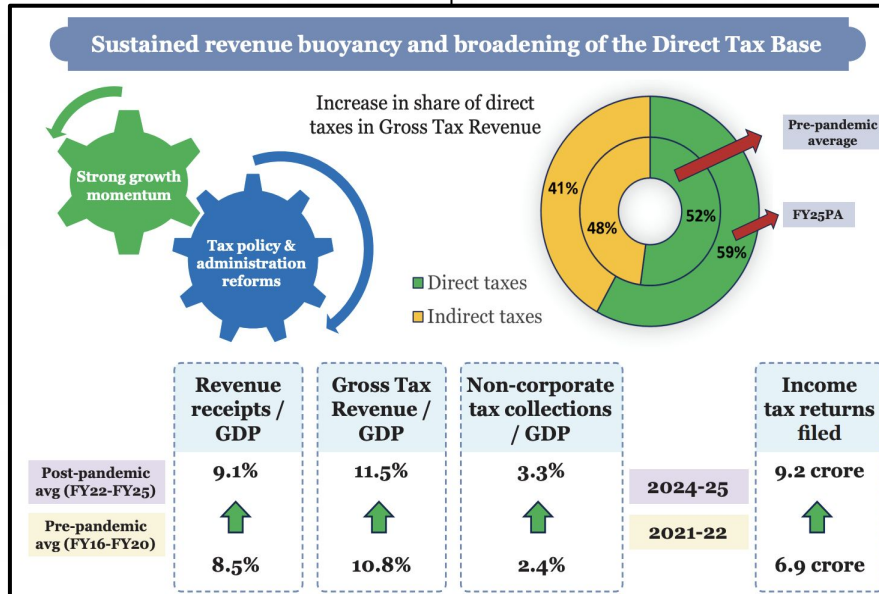 Sustained revenue buoyancy and broadening of the Direct Tax Base
Strong growth
momentum
Tax policy &
administration
reforms
Increase in share of direct
taxes in Gross Tax Revenue
41%
48%
52%
59%
Pre-pandemic
average
FY25PA
Direct taxes
Indirect taxes
Revenue
receipts /
GDP
Gross Tax
Revenue /
GDP
Non-corporate
tax collections
/ GDP
Income
tax returns
filed
Post-pandemic
avg (FY22-FY25)
9.1%
11.5%
3.3%
2024-25
9.2 crore
Pre-pandemic
avg (FY16-FY20)
8.5%
10.8%
2.4%
2021-22
6.9 crore